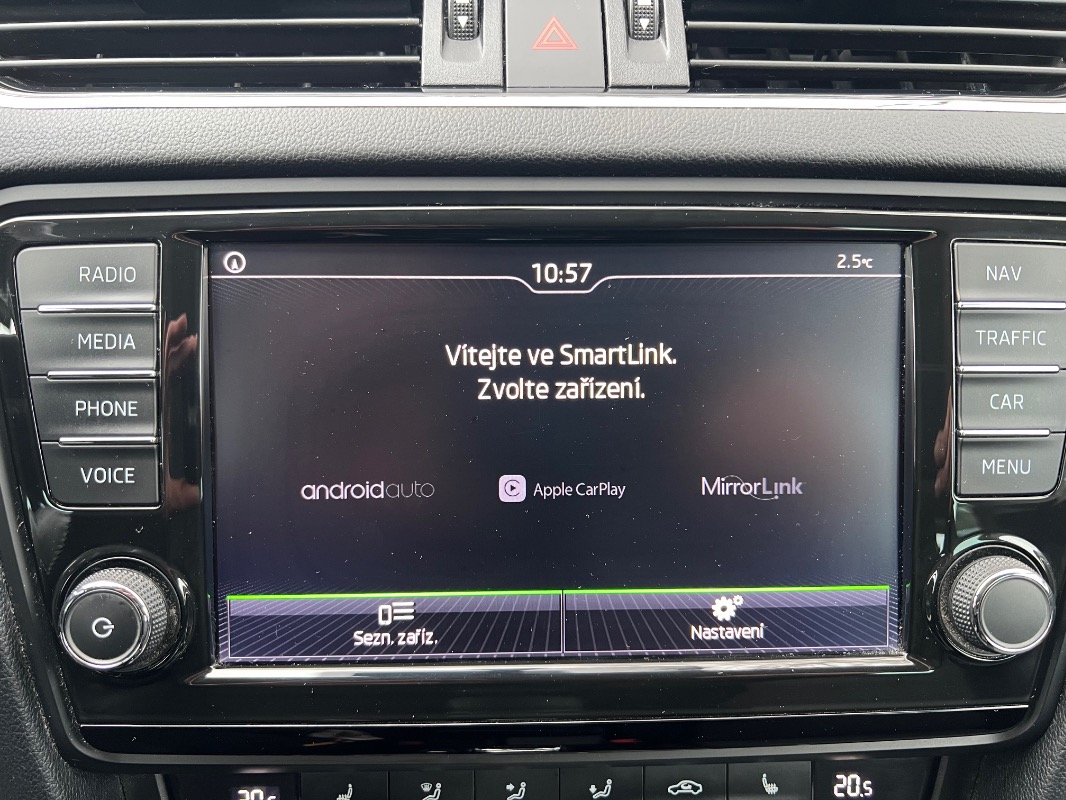 RADIO
MEDIA
PHONE
VOICE
10:57
2.5°C
Vítejte ve SmartLink.
Zvolte zařízení.
androidauto
Apple CarPlay
MirrorLink
Sezn. zaříz.
Nastavení
NAV
TRAFFIC
CAR
MENU
20.5